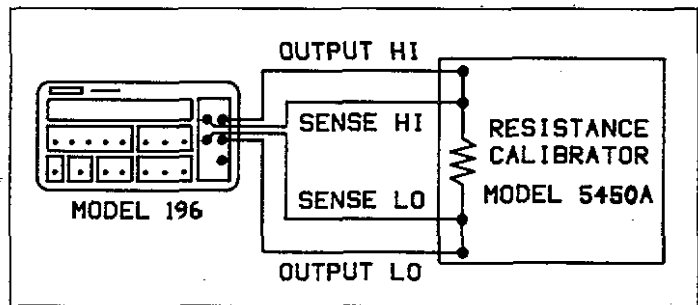 OUTPUT HI
SENSE HI
RESISTANCE
CALIBRATOR
MODEL 5450A
SENSE LO
MODEL 196
OUTPUT LO